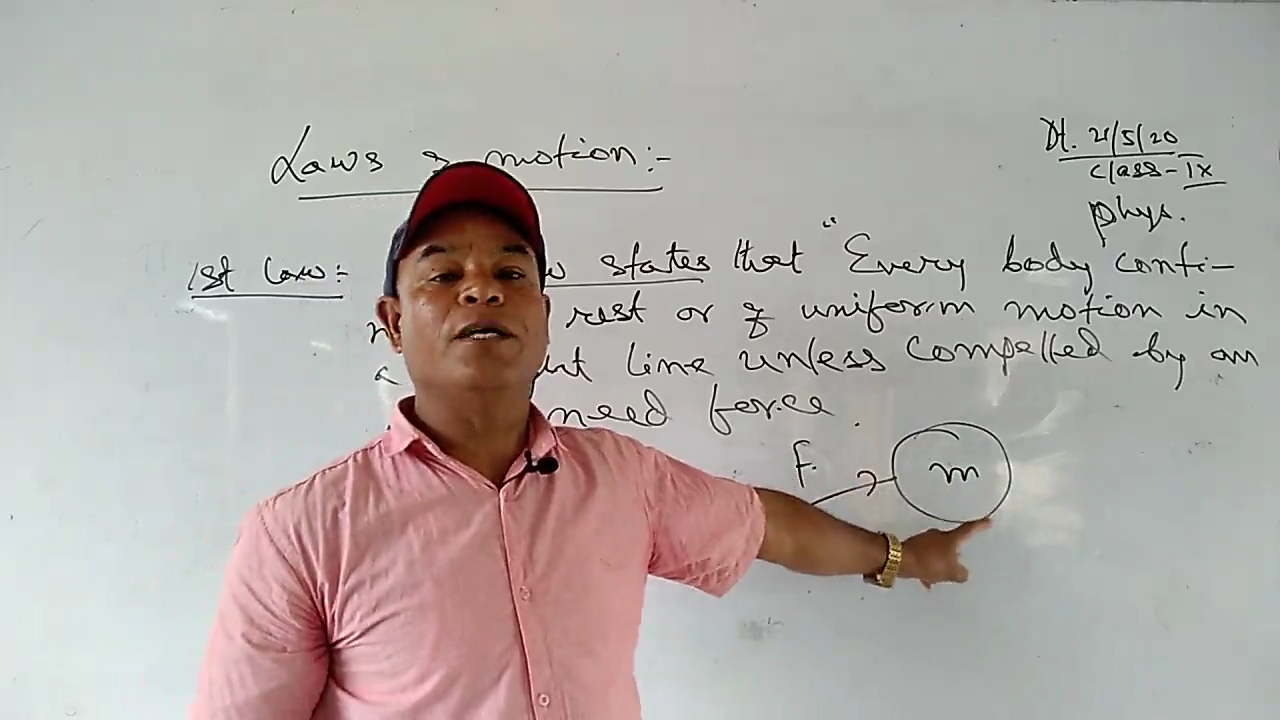 Laws of motion:-
Dt. 21/5/20
Class-IX
phys.
1st Law:- states that "Every body conti-
rest or of uniform motion in
a line unless compelled by an
force.
F.
m